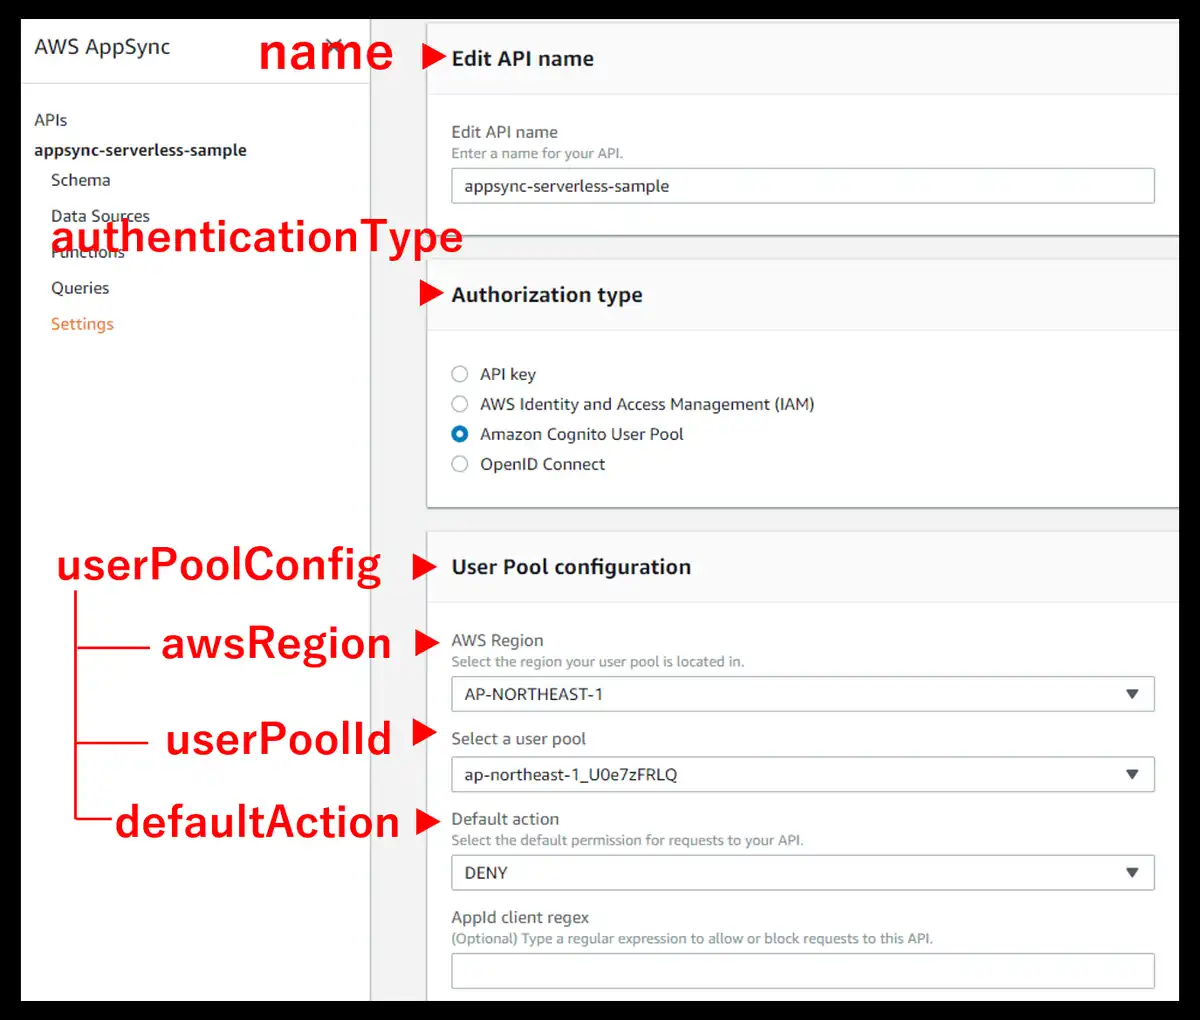 AWS AppSync
name
Edit API name
APIs
appsync-serverless-sample
Schema
Data Sources
Functions
Queries
Settings
Edit API name
Enter a name for your API.
appsync-serverless-sample
authenticationType
Authorization type
API key
AWS Identity and Access Management (IAM)
Amazon Cognito User Pool
OpenID Connect
userPoolConfig
User Pool configuration
awsRegion
AWS Region
Select the region your user pool is located in.
AP-NORTHEAST-1
userPoolId
Select a user pool
ap-northeast-1_U0e7zFRLQ
defaultAction
Default action
Select the default permission for requests to your API.
DENY
AppId client regex
(Optional) Type a regular expression to allow or block requests to this API.